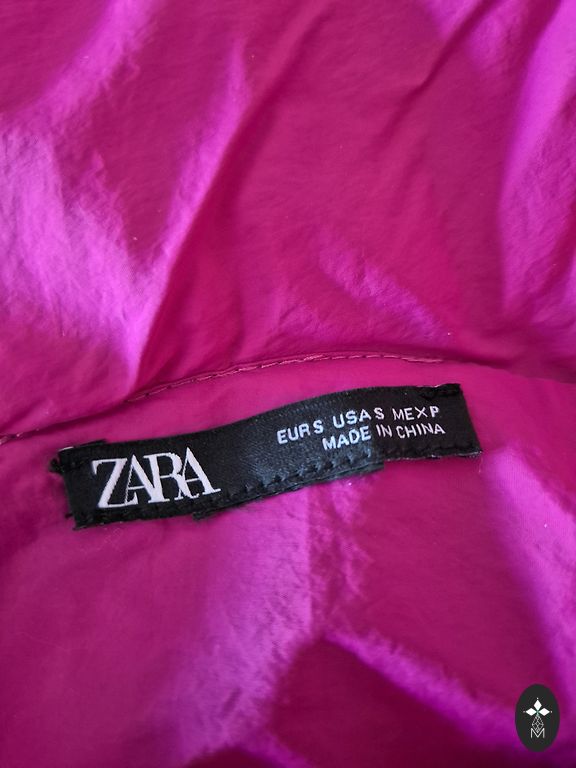 ZARA
EUR S USA S MEX P
MADE IN CHINA
M